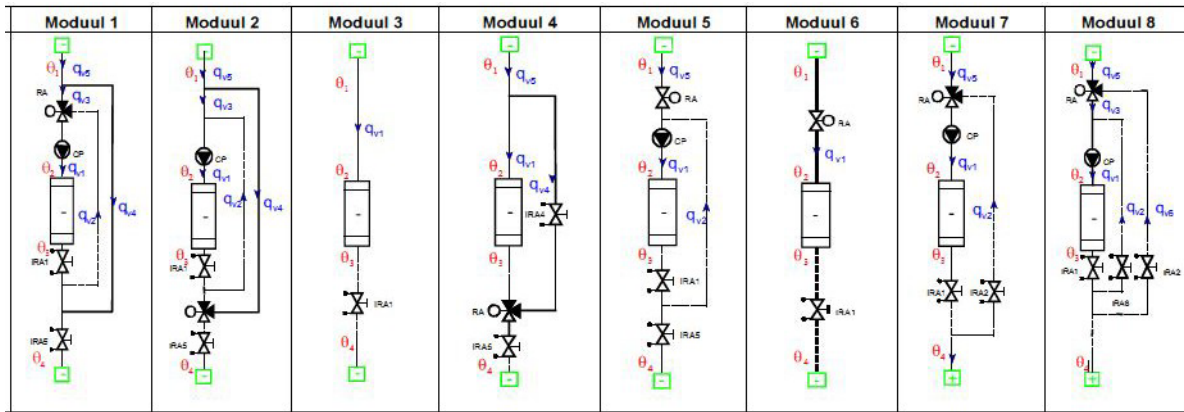 Moduul 1
Moduul 2
Moduul 3
Moduul 4
Moduul 5
Moduul 6
Moduul 7
Moduul 8
-
θ1
qv5
RA
qv3
CP
θ2
qv1
-
qv2
qv4
IRA1
IRA5
θ4
-
-
θ1
qv5
qv3
CP
θ2
qv1
-
qv2
qv4
θ3
IRA1
IRA5
θ4
-
-
θ1
qv1
θ2
-
θ3
IRA1
θ4
-
-
θ1
qv5
qv1
θ2
qv4
-
IRA4
θ3
RA
IRA5
θ4
-
-
θ1
qv5
RA
CP
θ2
qv1
-
qv2
θ3
IRA1
IRA5
θ4
-
-
θ1
RA
qv1
θ2
-
θ3
IRA1
θ4
-
-
θ1
qv5
RA
CP
θ2
qv1
-
qv2
θ3
IRA1
IRA2
θ4
+
-
θ1
qv5
RA
qv3
CP
θ2
qv1
-
qv2
qv6
θ3
IRA1
IRA2
θ4
+